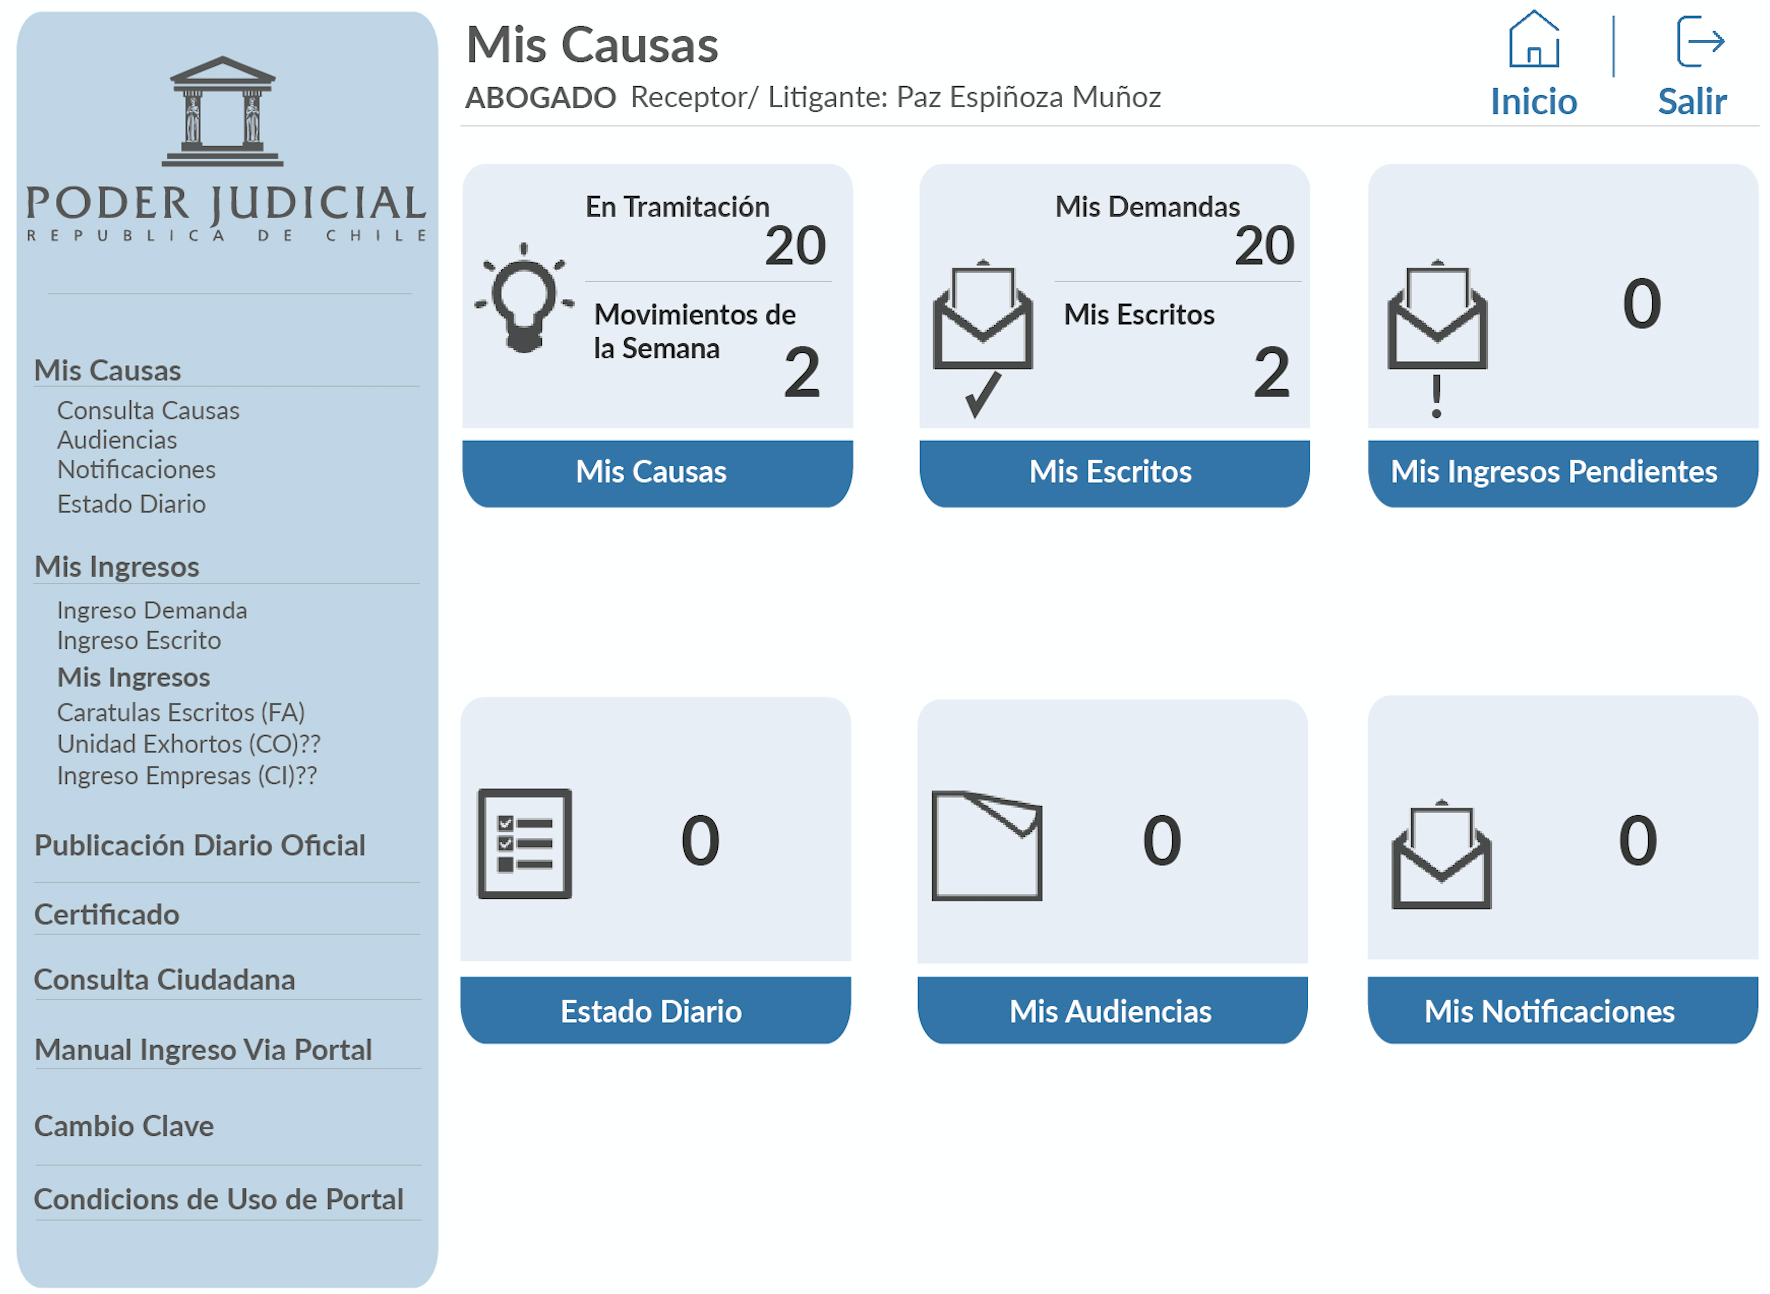 PODER JUDICIAL
REPUBLICA DE CHILE
Mis Causas
Consulta Causas
Audiencias
Notificaciones
Estado Diario
Mis Ingresos
Ingreso Demanda
Ingreso Escrito
Mis Ingresos
Caratulas Escritos (FA)
Unidad Exhortos (CO)??
Ingreso Empresas (CI)??
Publicación Diario Oficial
Certificado
Consulta Ciudadana
Manual Ingreso Via Portal
Cambio Clave
Condicions de Uso de Portal
Mis Causas
ABOGADO Receptor/ Litigante: Paz Espiñoza Muñoz
Inicio
Salir
En Tramitación
20
Movimientos de
la Semana
2
Mis Causas
Mis Demandas
20
Mis Escritos
2
Mis Escritos
0
Mis Ingresos Pendientes
0
Estado Diario
0
Mis Audiencias
0
Mis Notificaciones